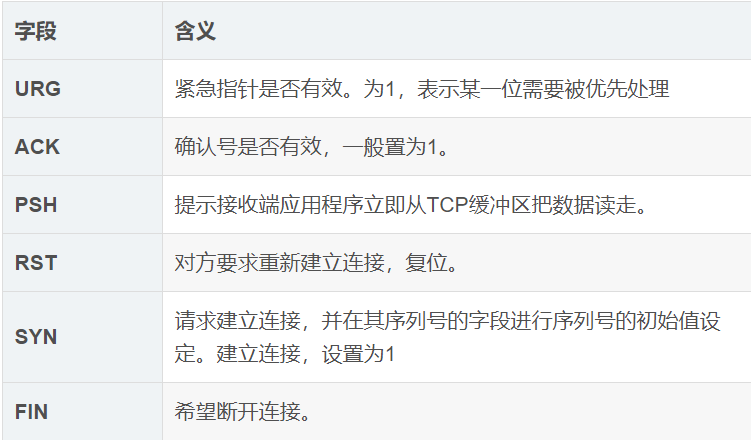 字段 含义
URG 紧急指针是否有效。为1，表示某一位需要被优先处理
ACK 确认号是否有效，一般置为1。
PSH 提示接收端应用程序立即从TCP缓冲区把数据读走。
RST 对方要求重新建立连接，复位。
SYN 请求建立连接，并在其序列号的字段进行序列号的初始值设
定。建立连接，设置为1
FIN 希望断开连接。